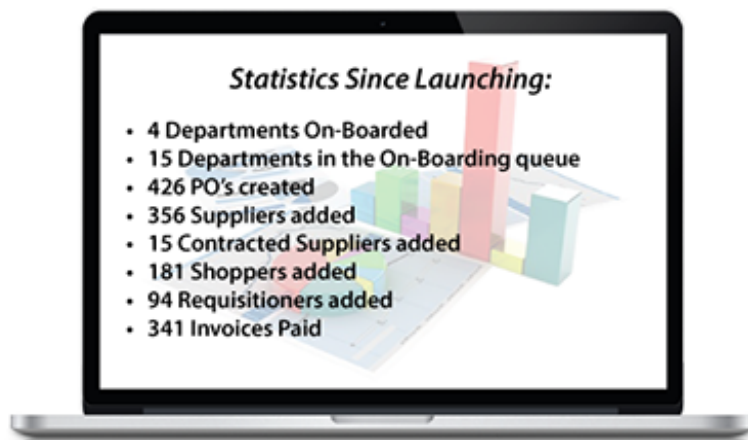 Statistics Since Launching:
• 4 Departments On-Boarded
• 15 Departments in the On-Boarding queue
• 426 PO's created
• 356 Suppliers added
• 15 Contracted Suppliers added
• 181 Shoppers added
• 94 Requisitioners added
• 341 Invoices Paid